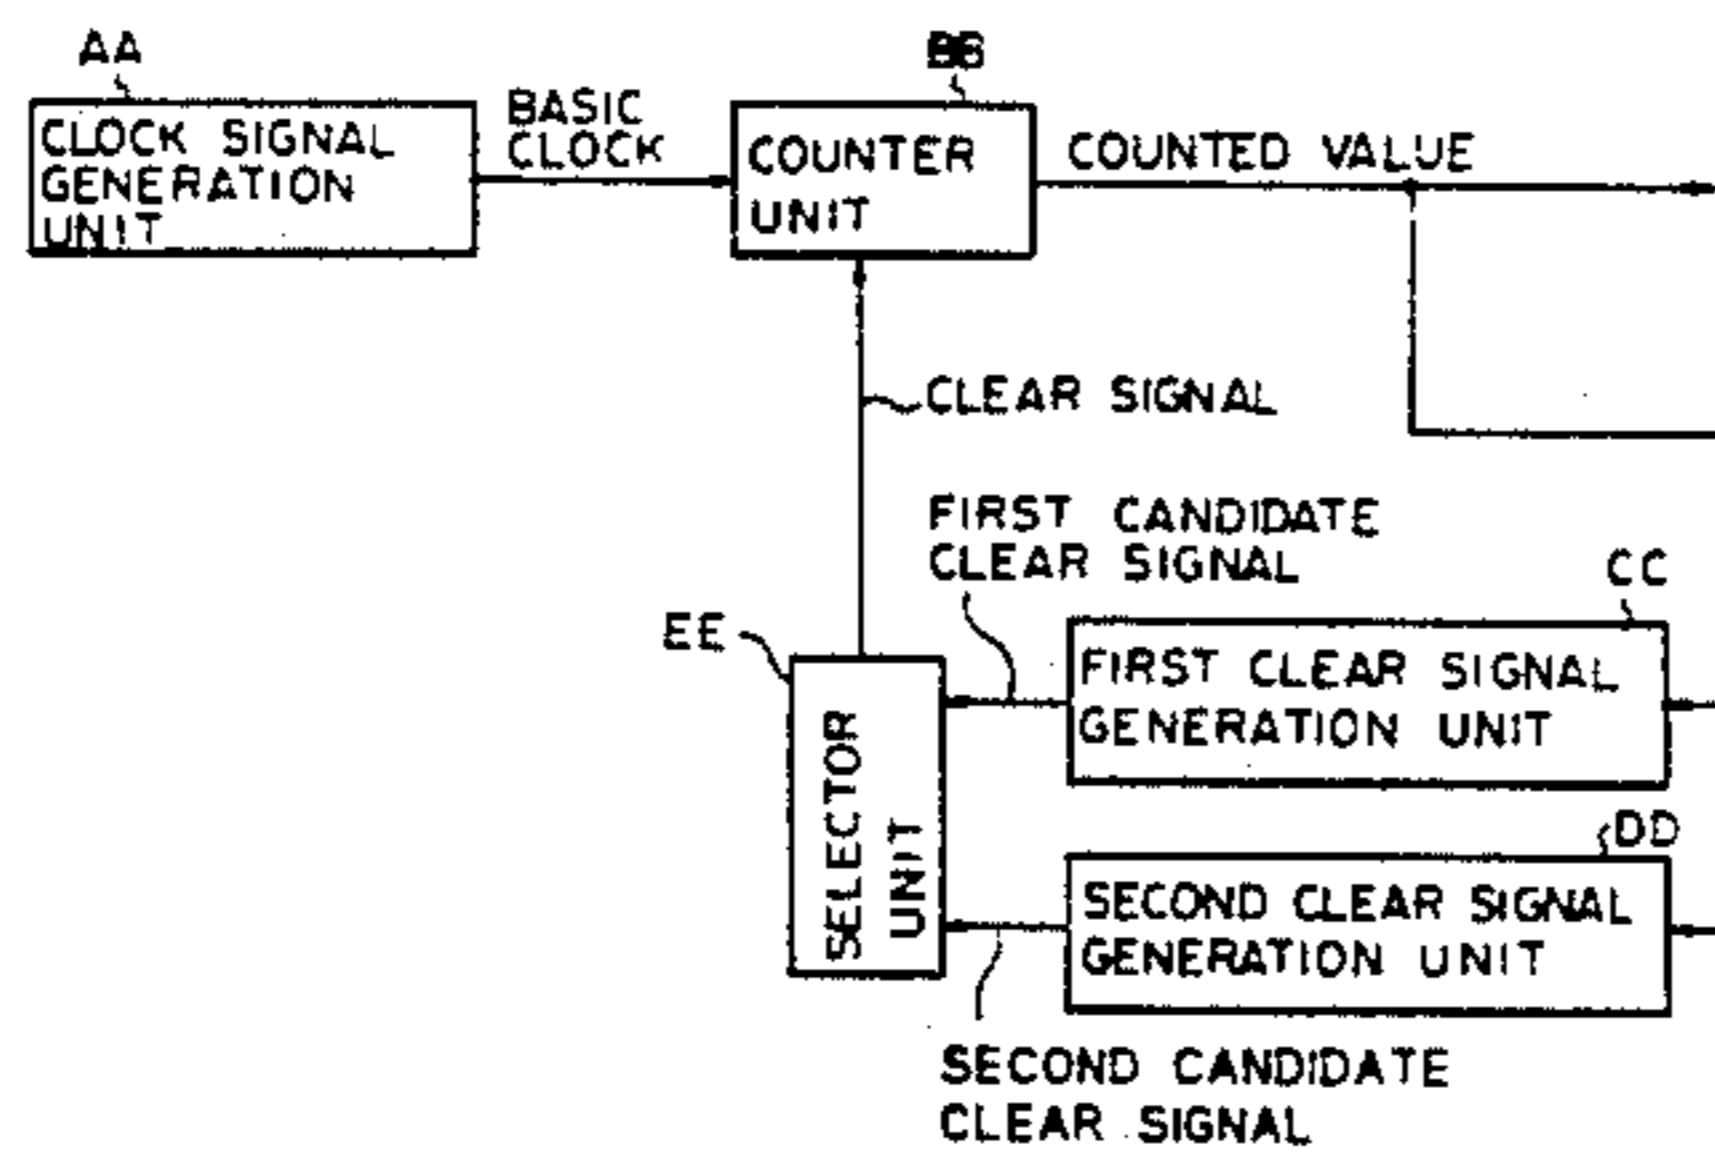 AA
CLOCK SIGNAL
GENERATION
UNIT
BASIC
CLOCK
BB
COUNTER
UNIT
COUNTED VALUE
CLEAR SIGNAL
FIRST CANDIDATE
CLEAR SIGNAL
CC
FIRST CLEAR SIGNAL
GENERATION UNIT
EE
SELECTOR
UNIT
DD
SECOND CLEAR SIGNAL
GENERATION UNIT
SECOND CANDIDATE
CLEAR SIGNAL